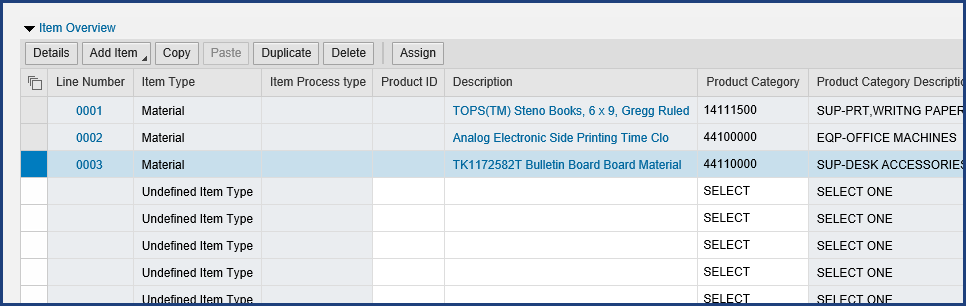 Item Overview
Details Add Item Copy Paste Duplicate Delete Assign
Line Number Item Type Item Process type Product ID Description Product Category Product Category Descriptio
0001 Material TOPS(TM) Steno Books, 6 x 9, Gregg Ruled 14111500 SUP-PRT,WRITNG PAPER
0002 Material Analog Electronic Side Printing Time Clo 44100000 EQP-OFFICE MACHINES
0003 Material TK1172582T Bulletin Board Board Material 44110000 SUP-DESK ACCESSORIES
Undefined Item Type SELECT SELECT ONE
Undefined Item Type SELECT SELECT ONE
Undefined Item Type SELECT SELECT ONE
Undefined Item Type SELECT SELECT ONE
Undefined Item Type SELECT SELECT ONE